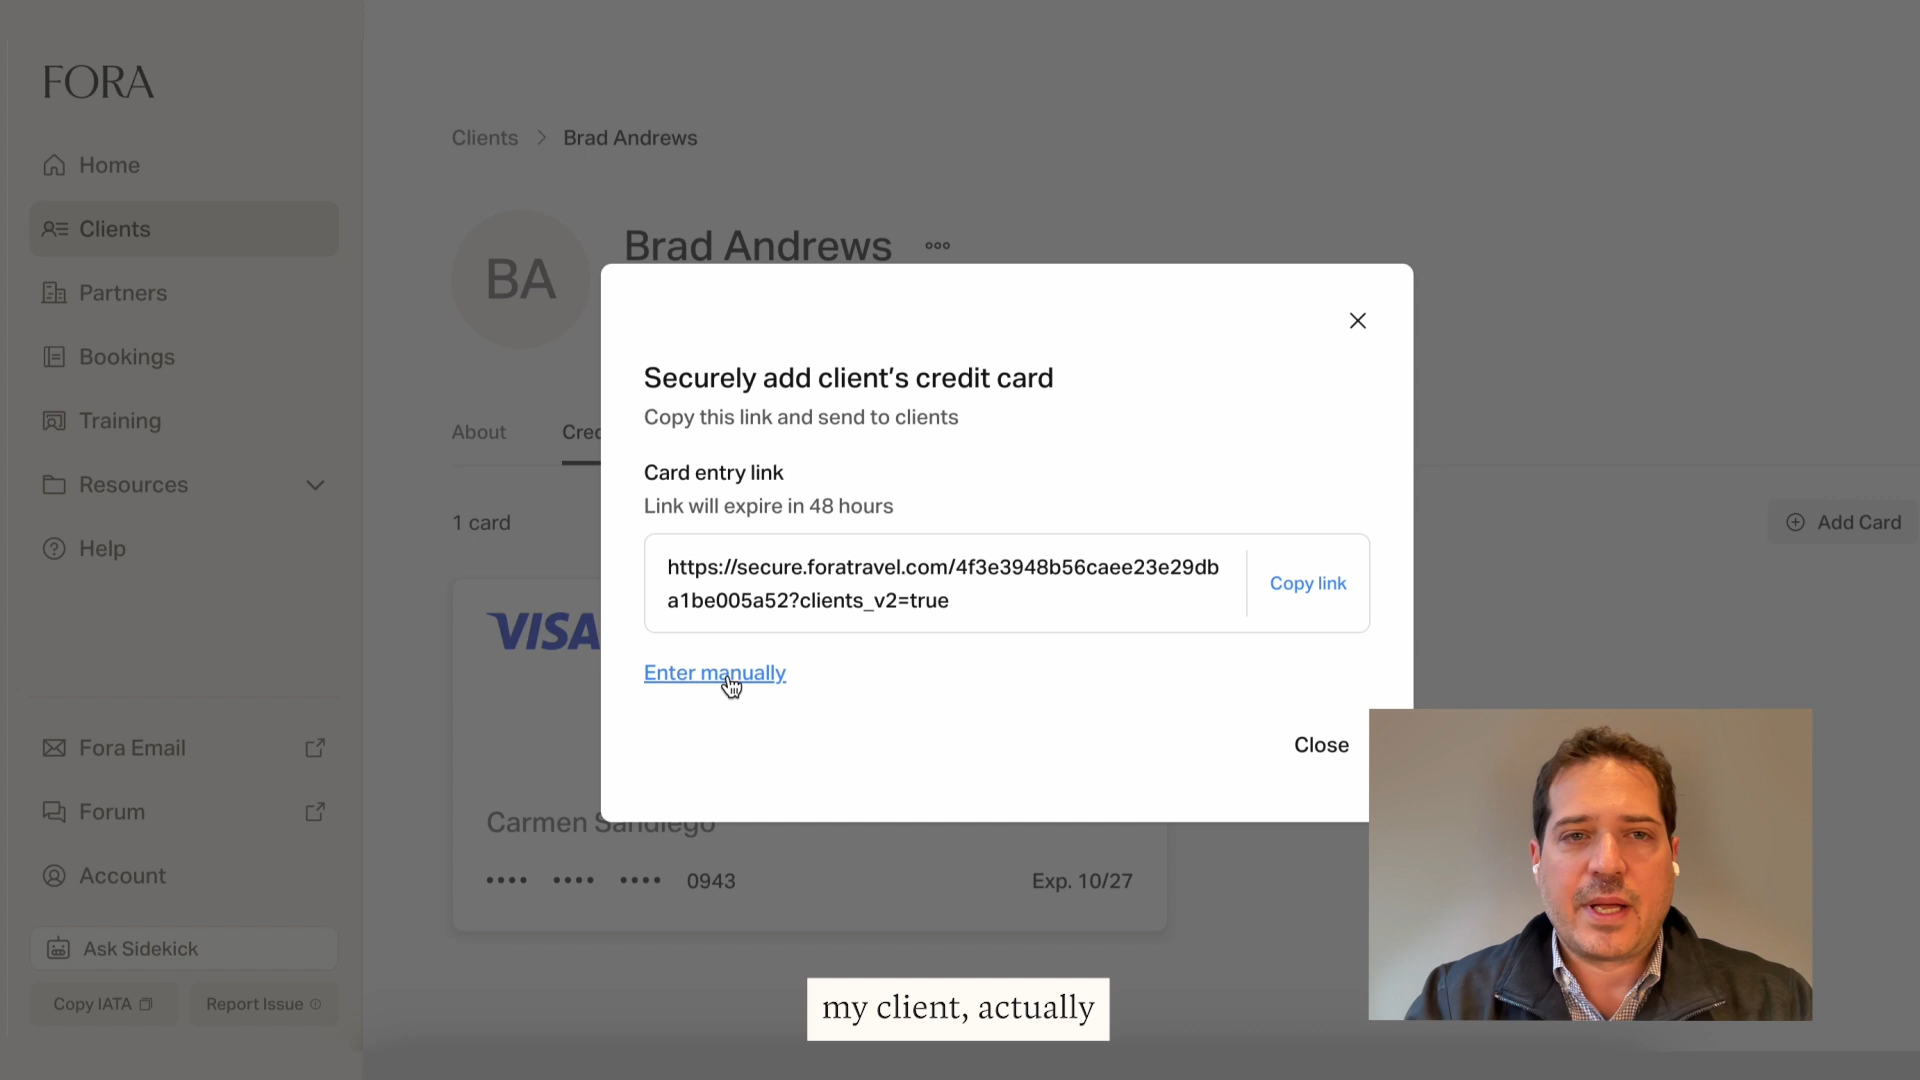 FORA
Home
Clients
Partners
Bookings
Training
Resources
Help
Fora Email
Forum
Account
Ask Sidekick
Copy IATA
Report Issue
Clients > Brad Andrews
BA
Brad Andrews
About
Cred
1 card
Add Card
VISA
Carmen Sandiego
•••• •••• •••• 0943
Exp. 10/27
Securely add client’s credit card
Copy this link and send to clients
Card entry link
Link will expire in 48 hours
https://secure.foratravel.com/4f3e3948b56caee23e29db
a1be005a52?clients_v2=true
Copy link
Enter manually
Close
my client, actually